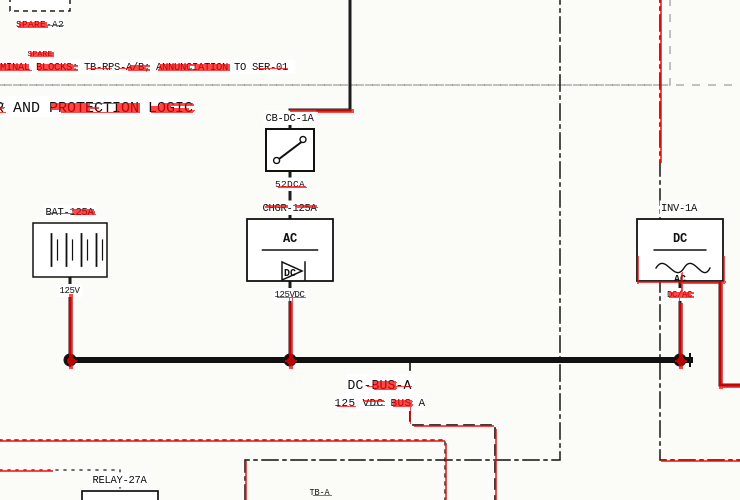 SPARE-A2
SPARE
MINAL BLOCKS: TB-RPS-A/B; ANNUNCIATION TO SER-01
R AND PROTECTION LOGIC
CB-DC-1A
52DCA
BAT-125A
CHGR-125A
INV-1A
AC
DC
DC
AC
125V
125VDC
DC/AC
DC-BUS-A
125 VDC BUS A
RELAY-27A
TB-A